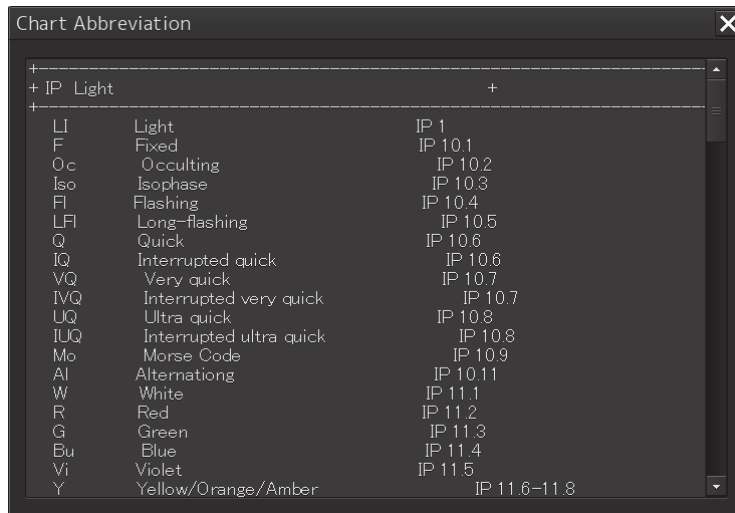 Chart Abbreviation
+ IP Light +
LI Light IP 1
F Fixed IP 10.1
Oc Occulting IP 10.2
Iso Isophase IP 10.3
Fl Flashing IP 10.4
LFl Long-flashing IP 10.5
Q Quick IP 10.6
IQ Interrupted quick IP 10.6
VQ Very quick IP 10.7
IVQ Interrupted very quick IP 10.7
UQ Ultra quick IP 10.8
IUQ Interrupted ultra quick IP 10.8
Mo Morse Code IP 10.9
Al Alternationg IP 10.11
W White IP 11.1
R Red IP 11.2
G Green IP 11.3
Bu Blue IP 11.4
Vi Violet IP 11.5
Y Yellow/Orange/Amber IP 11.6-11.8